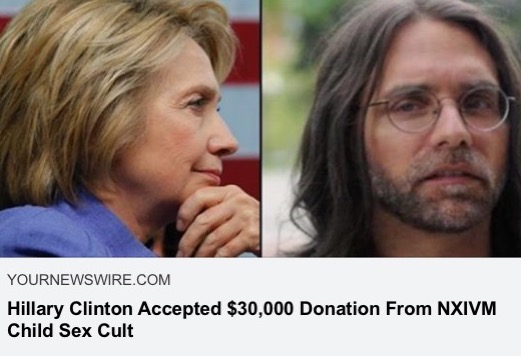 YOURNEWSWIRE.COM
Hillary Clinton Accepted $30,000 Donation From NXIVM
Child Sex Cult